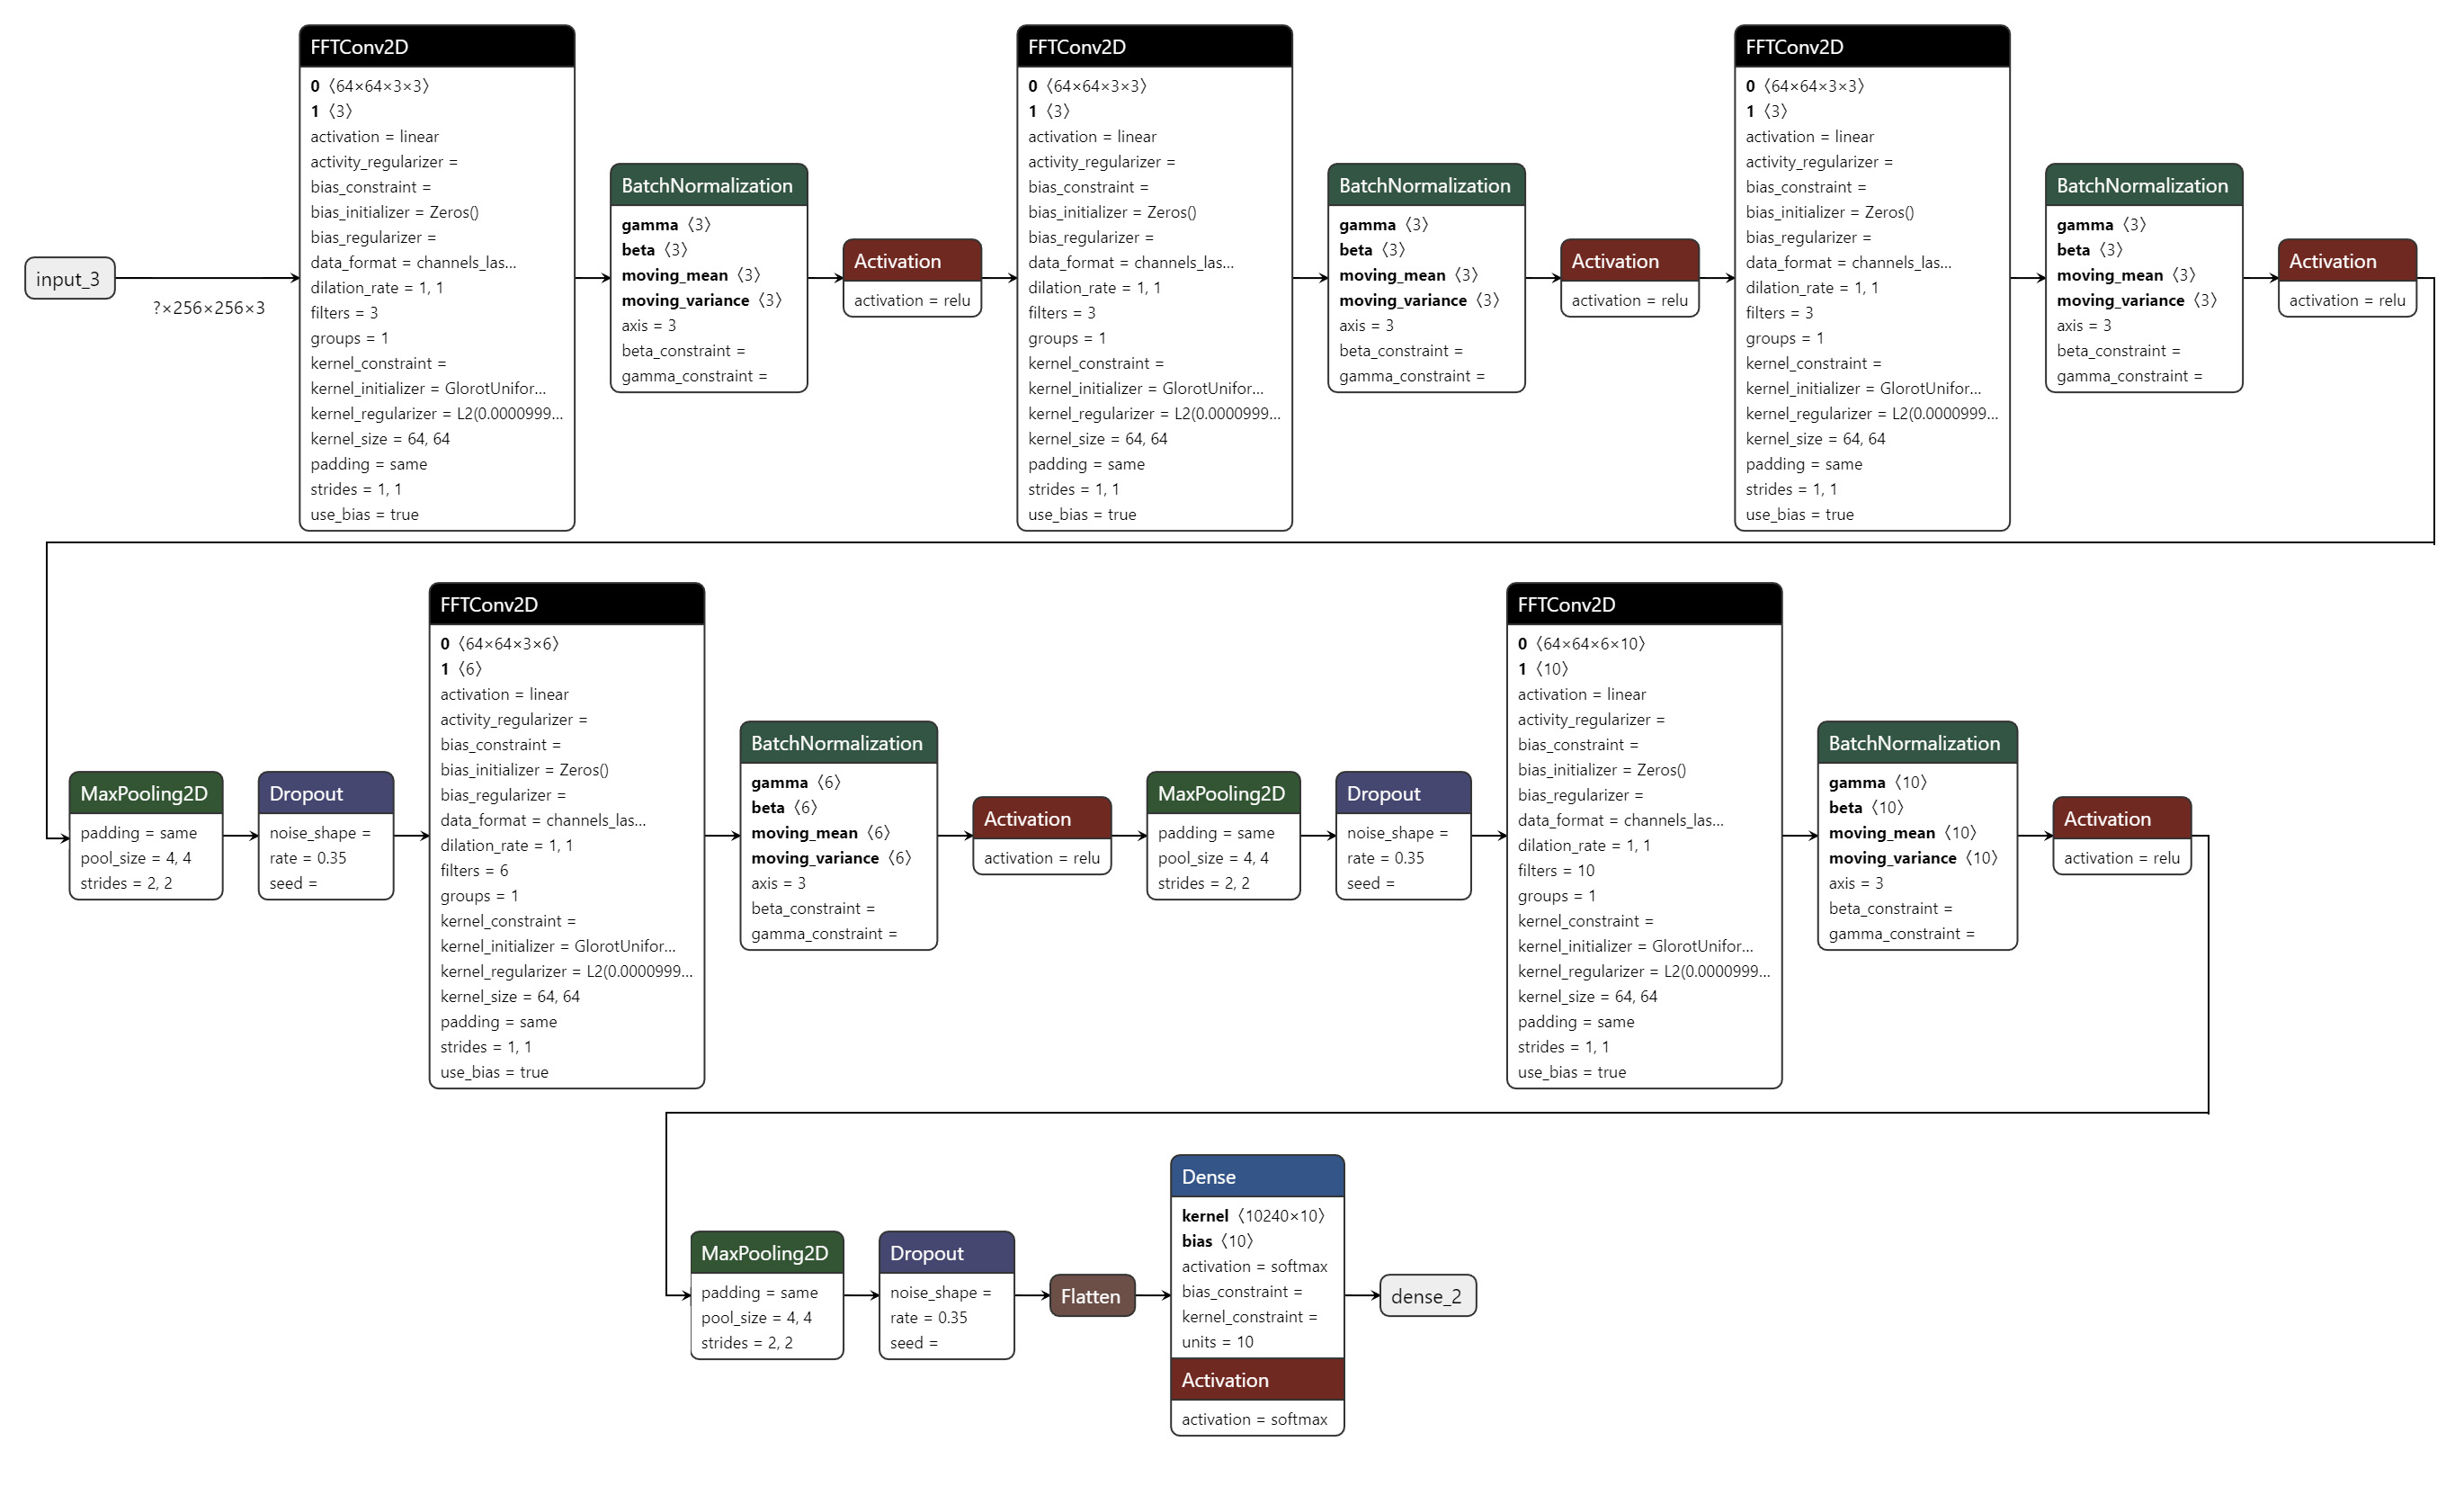 input_3
?×256×256×3
FFTConv2D
0 〈64×64×3×3〉
1 〈3〉
activation = linear
activity_regularizer =
bias_constraint =
bias_initializer = Zeros()
bias_regularizer =
data_format = channels_las...
dilation_rate = 1, 1
filters = 3
groups = 1
kernel_constraint =
kernel_initializer = GlorotUnifor...
kernel_regularizer = L2(0.0000999...
kernel_size = 64, 64
padding = same
strides = 1, 1
use_bias = true
BatchNormalization
gamma 〈3〉
beta 〈3〉
moving_mean 〈3〉
moving_variance 〈3〉
axis = 3
beta_constraint =
gamma_constraint =
Activation
activation = relu
FFTConv2D
0 〈64×64×3×3〉
1 〈3〉
activation = linear
activity_regularizer =
bias_constraint =
bias_initializer = Zeros()
bias_regularizer =
data_format = channels_las...
dilation_rate = 1, 1
filters = 3
groups = 1
kernel_constraint =
kernel_initializer = GlorotUnifor...
kernel_regularizer = L2(0.0000999...
kernel_size = 64, 64
padding = same
strides = 1, 1
use_bias = true
BatchNormalization
gamma 〈3〉
beta 〈3〉
moving_mean 〈3〉
moving_variance 〈3〉
axis = 3
beta_constraint =
gamma_constraint =
Activation
activation = relu
FFTConv2D
0 〈64×64×3×3〉
1 〈3〉
activation = linear
activity_regularizer =
bias_constraint =
bias_initializer = Zeros()
bias_regularizer =
data_format = channels_las...
dilation_rate = 1, 1
filters = 3
groups = 1
kernel_constraint =
kernel_initializer = GlorotUnifor...
kernel_regularizer = L2(0.0000999...
kernel_size = 64, 64
padding = same
strides = 1, 1
use_bias = true
BatchNormalization
gamma 〈3〉
beta 〈3〉
moving_mean 〈3〉
moving_variance 〈3〉
axis = 3
beta_constraint =
gamma_constraint =
Activation
activation = relu
MaxPooling2D
padding = same
pool_size = 4, 4
strides = 2, 2
Dropout
noise_shape =
rate = 0.35
seed =
FFTConv2D
0 〈64×64×3×6〉
1 〈6〉
activation = linear
activity_regularizer =
bias_constraint =
bias_initializer = Zeros()
bias_regularizer =
data_format = channels_las...
dilation_rate = 1, 1
filters = 6
groups = 1
kernel_constraint =
kernel_initializer = GlorotUnifor...
kernel_regularizer = L2(0.0000999...
kernel_size = 64, 64
padding = same
strides = 1, 1
use_bias = true
BatchNormalization
gamma 〈6〉
beta 〈6〉
moving_mean 〈6〉
moving_variance 〈6〉
axis = 3
beta_constraint =
gamma_constraint =
Activation
activation = relu
MaxPooling2D
padding = same
pool_size = 4, 4
strides = 2, 2
Dropout
noise_shape =
rate = 0.35
seed =
FFTConv2D
0 〈64×64×6×10〉
1 〈10〉
activation = linear
activity_regularizer =
bias_constraint =
bias_initializer = Zeros()
bias_regularizer =
data_format = channels_las...
dilation_rate = 1, 1
filters = 10
groups = 1
kernel_constraint =
kernel_initializer = GlorotUnifor...
kernel_regularizer = L2(0.0000999...
kernel_size = 64, 64
padding = same
strides = 1, 1
use_bias = true
BatchNormalization
gamma 〈10〉
beta 〈10〉
moving_mean 〈10〉
moving_variance 〈10〉
axis = 3
beta_constraint =
gamma_constraint =
Activation
activation = relu
MaxPooling2D
padding = same
pool_size = 4, 4
strides = 2, 2
Dropout
noise_shape =
rate = 0.35
seed =
Flatten
Dense
kernel 〈10240×10〉
bias 〈10〉
activation = softmax
bias_constraint =
kernel_constraint =
units = 10
Activation
activation = softmax
dense_2